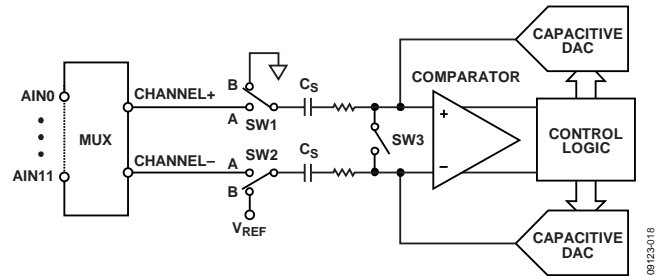 CAPACITIVE
DAC
COMPARATOR
B
CS
CHANNEL+
AIN0
A
SW1
+
MUX
SW3
CONTROL
LOGIC
CHANNEL–
A
SW2
CS
–
AIN11
B
VREF
CAPACITIVE
DAC
09123-018